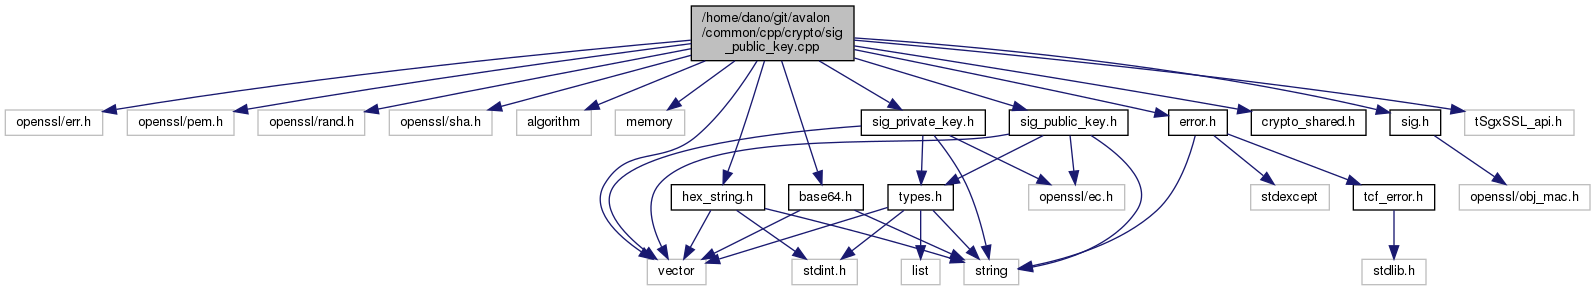 /home/dano/git/avalon
/common/cpp/crypto/sig
_public_key.cpp
openssl/err.h
openssl/pem.h
openssl/rand.h
openssl/sha.h
algorithm
memory
sig_private_key.h
sig_public_key.h
error.h
crypto_shared.h
sig.h
tSgxSSL_api.h
hex_string.h
base64.h
types.h
openssl/ec.h
stdexcept
tcf_error.h
openssl/obj_mac.h
vector
stdint.h
list
string
stdlib.h